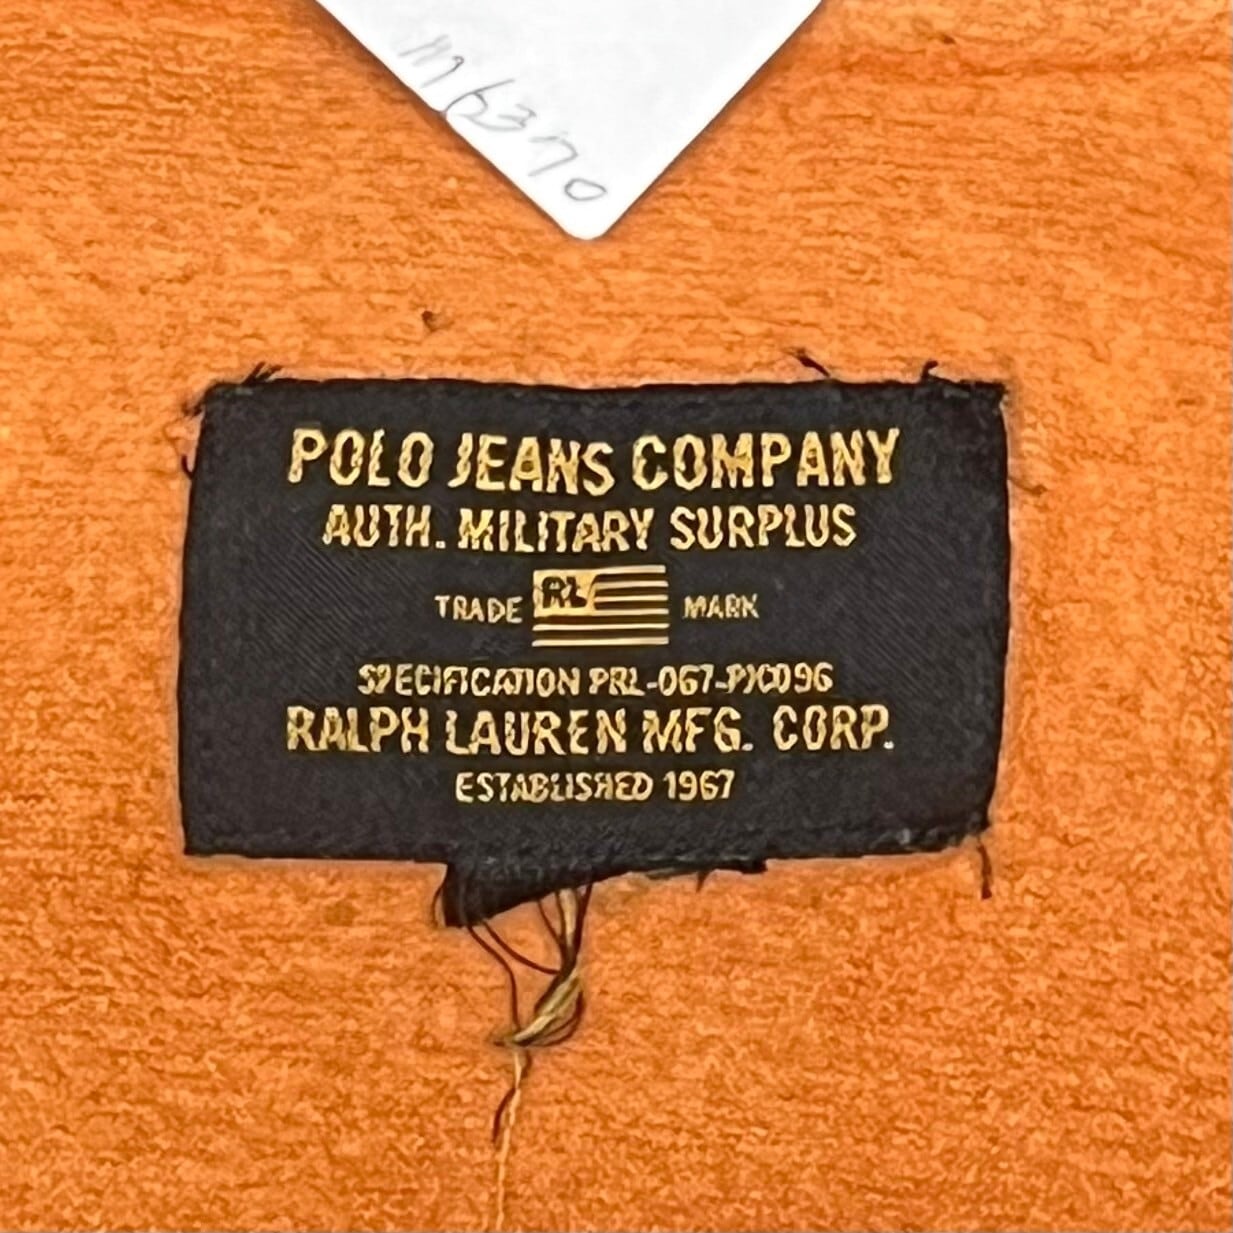 M6370
POLO JEANS COMPANY
AUTH. MILITARY SURPLUS
TRADE RL MARK
SPECIFICATION PRL-067-PJC096
RALPH LAUREN MFG. CORP.
ESTABLISHED 1967